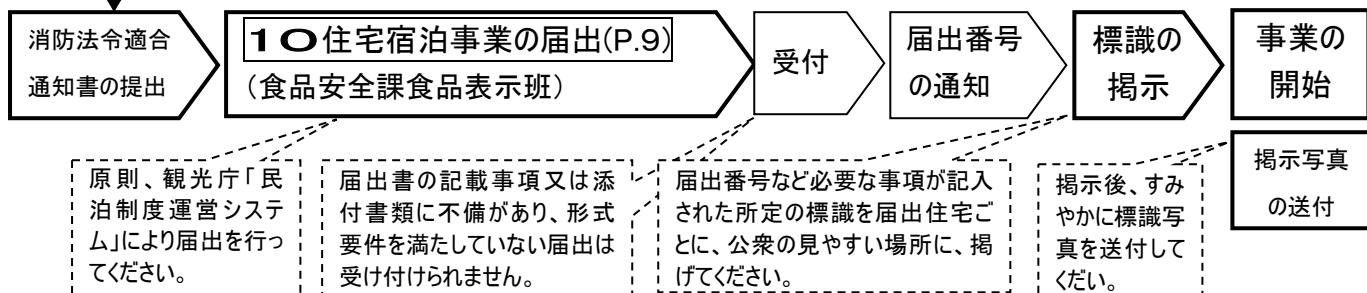 消防法令適合
通知書の提出
10住宅宿泊事業の届出(P.9)
(食品安全課食品表示班)
受付
届出番号
の通知
標識の
掲示
事業の
開始
掲示写真
の送付
原則、観光庁「民
泊制度運営システ
ム」により届出を行っ
てください。
届出書の記載事項又は添
付書類に不備があり、形式
要件を満たしていない届出は
受け付けられません。
届出番号など必要な事項が記入
された所定の標識を届出住宅ご
とに、公衆の見やすい場所に、掲
げてください。
掲示後、すみ
やかに標識写
真を送付して
くだい。